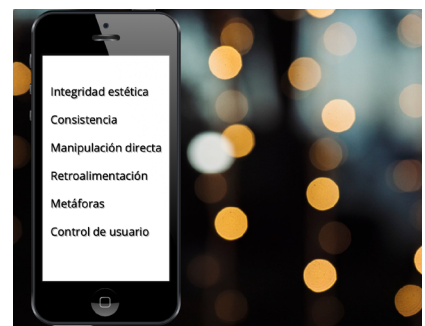 Integridad estética
Consistencia
Manipulación directa
Retroalimentación
Metáforas
Control de usuario